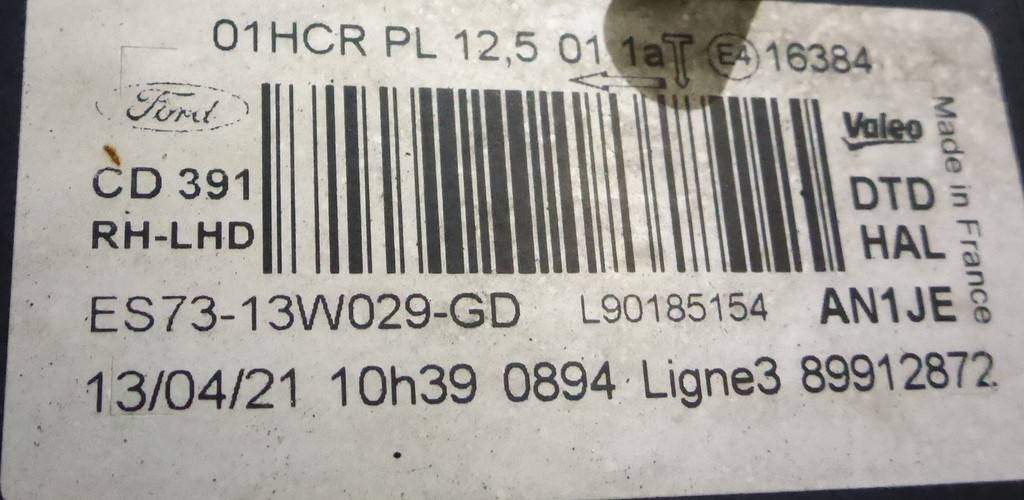 01HCR PL 12,5 01 1a E4 16384
Ford
Valeo
Made in France
CD 391
DTD
RH-LHD
HAL
ES73-13W029-GD L90185154 AN1JE
13/04/21 10h39 0894 Ligne3 89912872